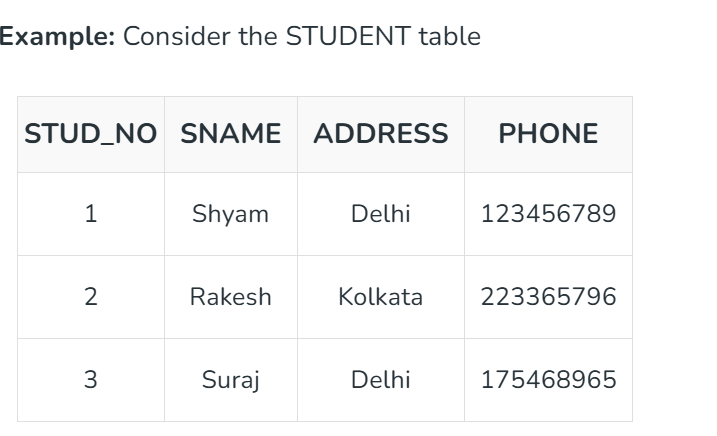 Example: Consider the STUDENT table
STUD_NO SNAME ADDRESS PHONE
1 Shyam Delhi 123456789
2 Rakesh Kolkata 223365796
3 Suraj Delhi 175468965